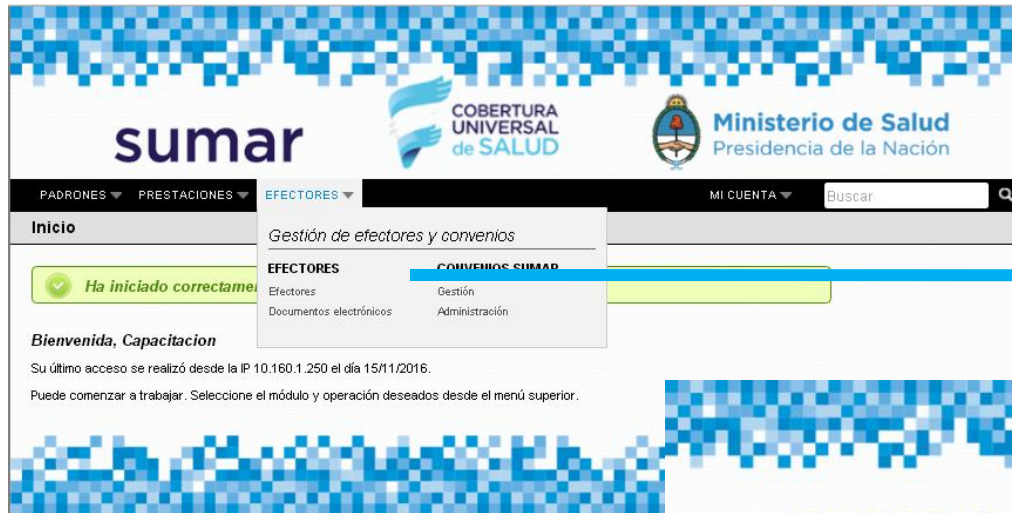 sumar
COBERTURA
UNIVERSAL
de SALUD
Ministerio de Salud
Presidencia de la Nación
PADRONES PRESTACIONES EFECTORES MI CUENTA Buscar
Inicio
Gestión de efectores y convenios
EFECTORES CONVENIOS SUMAR
Ha iniciado
Efectores Gestión
Documentos electrónicos Administración
Bienvenida, Capacitacion
Su último acceso se realizó desde la IP 10.160.1.250 el día 15/11/2016.
Puede comenzar a trabajar. Seleccione el módulo y operación deseados desde el menú superior.